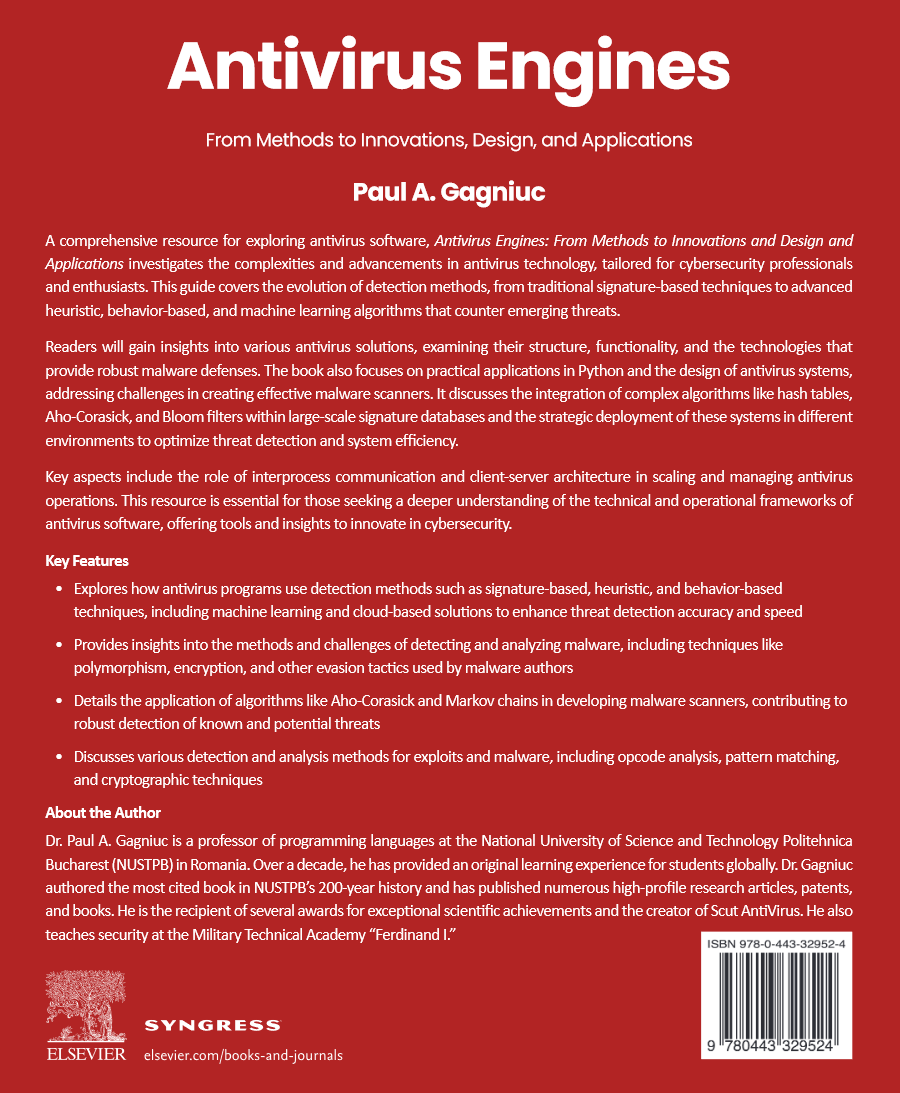 Antivirus Engines
From Methods to Innovations, Design, and Applications
Paul A. Gagniuc
A comprehensive resource for exploring antivirus software, Antivirus Engines: From Methods to Innovations and Design and
Applications investigates the complexities and advancements in antivirus technology, tailored for cybersecurity professionals
and enthusiasts. This guide covers the evolution of detection methods, from traditional signature-based techniques to advanced
heuristic, behavior-based, and machine learning algorithms that counter emerging threats.
Readers will gain insights into various antivirus solutions, examining their structure, functionality, and the technologies that
provide robust malware defenses. The book also focuses on practical applications in Python and the design of antivirus systems,
addressing challenges in creating effective malware scanners. It discusses the integration of complex algorithms like hash tables,
Aho-Corasick, and Bloom filters within large-scale signature databases and the strategic deployment of these systems in different
environments to optimize threat detection and system efficiency.
Key aspects include the role of interprocess communication and client-server architecture in scaling and managing antivirus
operations. This resource is essential for those seeking a deeper understanding of the technical and operational frameworks of
antivirus software, offering tools and insights to innovate in cybersecurity.
Key Features
• Explores how antivirus programs use detection methods such as signature-based, heuristic, and behavior-based
techniques, including machine learning and cloud-based solutions to enhance threat detection accuracy and speed
• Provides insights into the methods and challenges of detecting and analyzing malware, including techniques like
polymorphism, encryption, and other evasion tactics used by malware authors
• Details the application of algorithms like Aho-Corasick and Markov chains in developing malware scanners, contributing to
robust detection of known and potential threats
• Discusses various detection and analysis methods for exploits and malware, including opcode analysis, pattern matching,
and cryptographic techniques
About the Author
Dr. Paul A. Gagniuc is a professor of programming languages at the National University of Science and Technology Politehnica
Bucharest (NUSTPB) in Romania. Over a decade, he has provided an original learning experience for students globally. Dr. Gagniuc
authored the most cited book in NUSTPB’s 200-year history and has published numerous high-profile research articles, patents,
and books. He is the recipient of several awards for exceptional scientific achievements and the creator of Scut AntiVirus. He also
teaches security at the Military Technical Academy “Ferdinand I.”
ISBN 978-0-443-32952-4
9 780443 329524
SYNGRESS
ELSEVIER
elsevier.com/books-and-journals